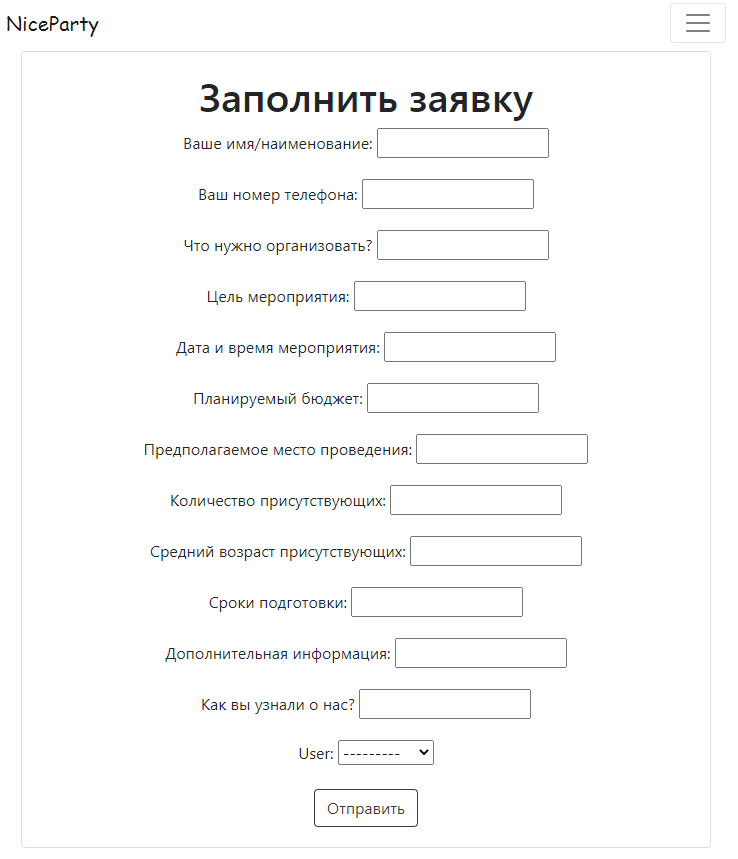 NiceParty
Заполнить заявку
Ваше имя/наименование:
Ваш номер телефона:
Что нужно организовать?
Цель мероприятия:
Дата и время мероприятия:
Планируемый бюджет:
Предполагаемое место проведения:
Количество присутствующих:
Средний возраст присутствующих:
Сроки подготовки:
Дополнительная информация:
Как вы узнали о нас?
User: ---------
Отправить